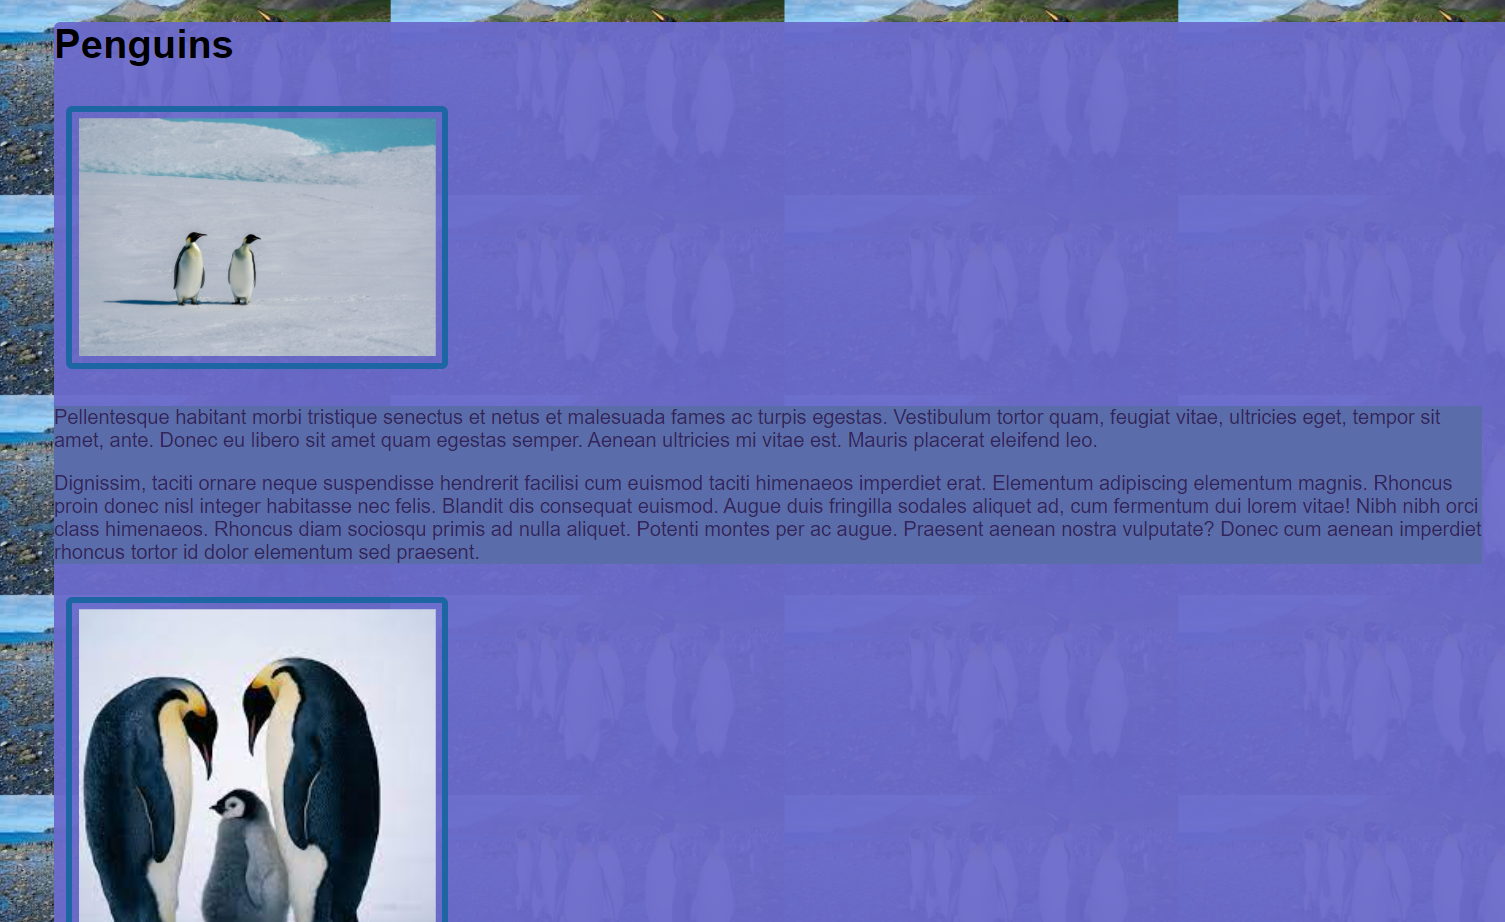 Penguins
Pellentesque habitant morbi tristique senectus et netus et malesuada fames ac turpis egestas. Vestibulum tortor quam, feugiat vitae, ultricies eget, tempor sit
amet, ante. Donec eu libero sit amet quam egestas semper. Aenean ultricies mi vitae est. Mauris placerat eleifend leo.
Dignissim, taciti ornare neque suspendisse hendrerit facilisi cum euismod taciti himenaeos imperdiet erat. Elementum adipiscing elementum magnis. Rhoncus
proin donec nisl integer habitasse nec felis. Blandit dis consequat euismod. Augue duis fringilla sodales aliquet ad, cum fermentum dui lorem vitae! Nibh nibh orci
class himenaeos. Rhoncus diam sociosqu primis ad nulla aliquet. Potenti montes per ac augue. Praesent aenean nostra vulputate? Donec cum aenean imperdiet
rhoncus tortor id dolor elementum sed praesent.